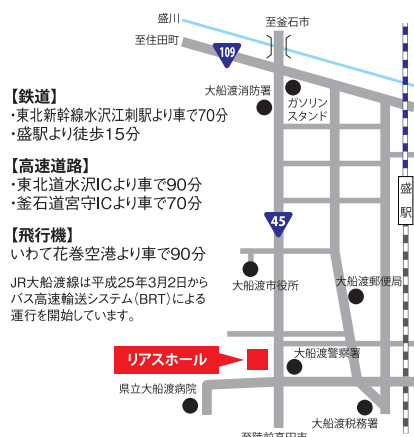 盛川
至釜石市
至住田町
109
大船渡消防署
ガソリン
スタンド
【鉄道】
・東北新幹線水沢江刺駅より車で70分
・盛駅より徒歩15分
【高速道路】
・東北道水沢ICより車で90分
・釜石道宮守ICより車で70分
【飛行機】
いわて花巻空港より車で90分
JR大船渡線は平成25年3月2日から
バス高速輸送システム(BRT)による
運行を開始しています。
盛駅
45
大船渡市役所
大船渡郵便局
リアスホール
大船渡警察署
県立大船渡病院
大船渡税務署
至陸前高田市